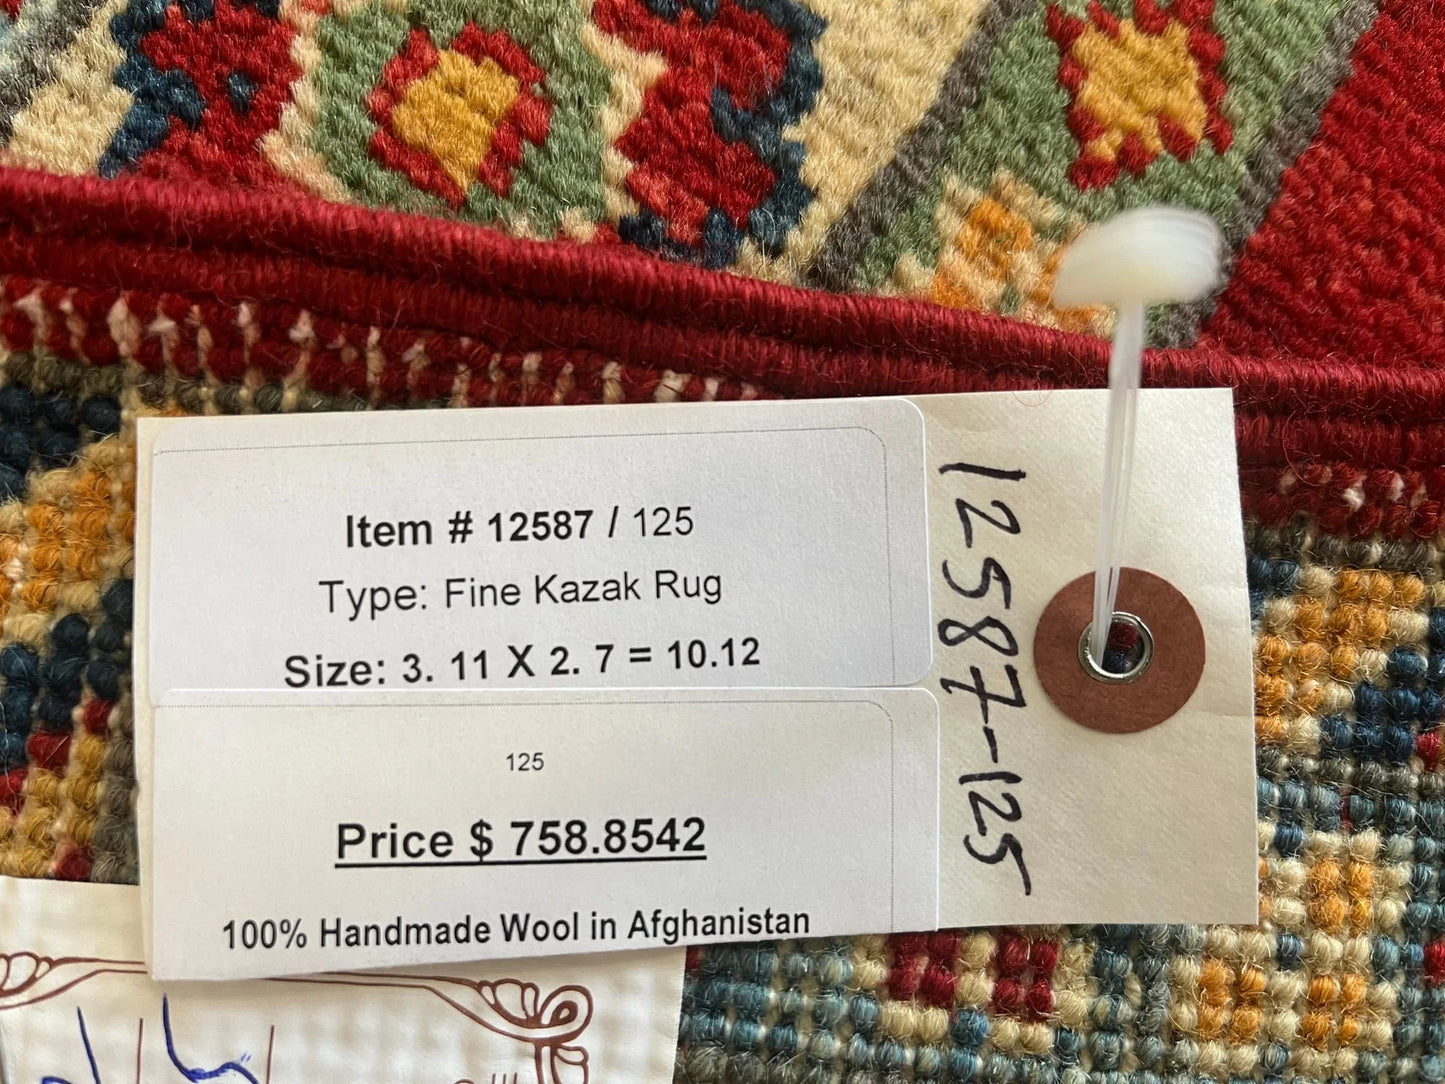 Item # 12587 / 125
Type: Fine Kazak Rug
Size: 3. 11 X 2. 7 = 10.12
125
Price $ 758.8542
100% Handmade Wool in Afghanistan
12587-125